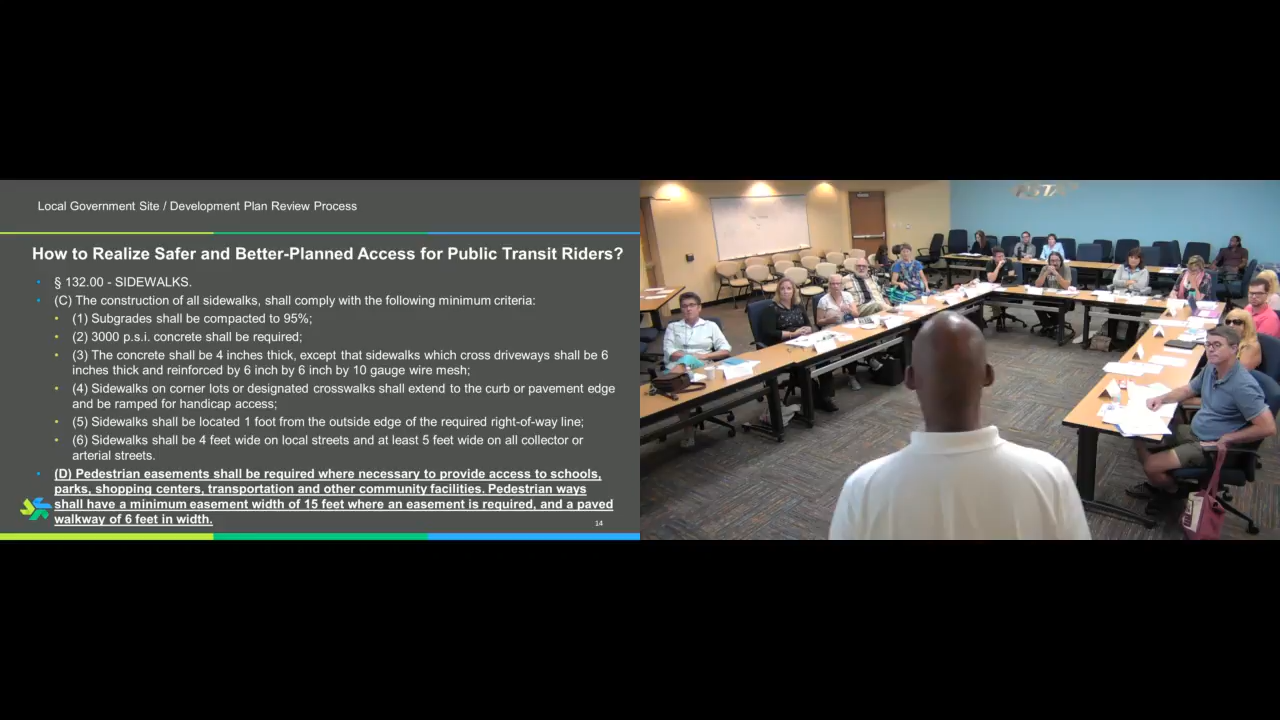 Local Government Site / Development Plan Review Process
How to Realize Safer and Better-Planned Access for Public Transit Riders?
• § 132.00 - SIDEWALKS.
• (C) The construction of all sidewalks, shall comply with the following minimum criteria:
• (1) Subgrades shall be compacted to 95%;
• (2) 3000 p.s.i. concrete shall be required;
• (3) The concrete shall be 4 inches thick, except that sidewalks which cross driveways shall be 6
inches thick and reinforced by 6 inch by 6 inch by 10 gauge wire mesh;
• (4) Sidewalks on corner lots or designated crosswalks shall extend to the curb or pavement edge
and be ramped for handicap access;
• (5) Sidewalks shall be located 1 foot from the outside edge of the required right-of-way line;
• (6) Sidewalks shall be 4 feet wide on local streets and at least 5 feet wide on all collector or
arterial streets.
• (D) Pedestrian easements shall be required where necessary to provide access to schools,
parks, shopping centers, transportation and other community facilities. Pedestrian ways
shall have a minimum easement width of 15 feet where an easement is required, and a paved
walkway of 6 feet in width.
14